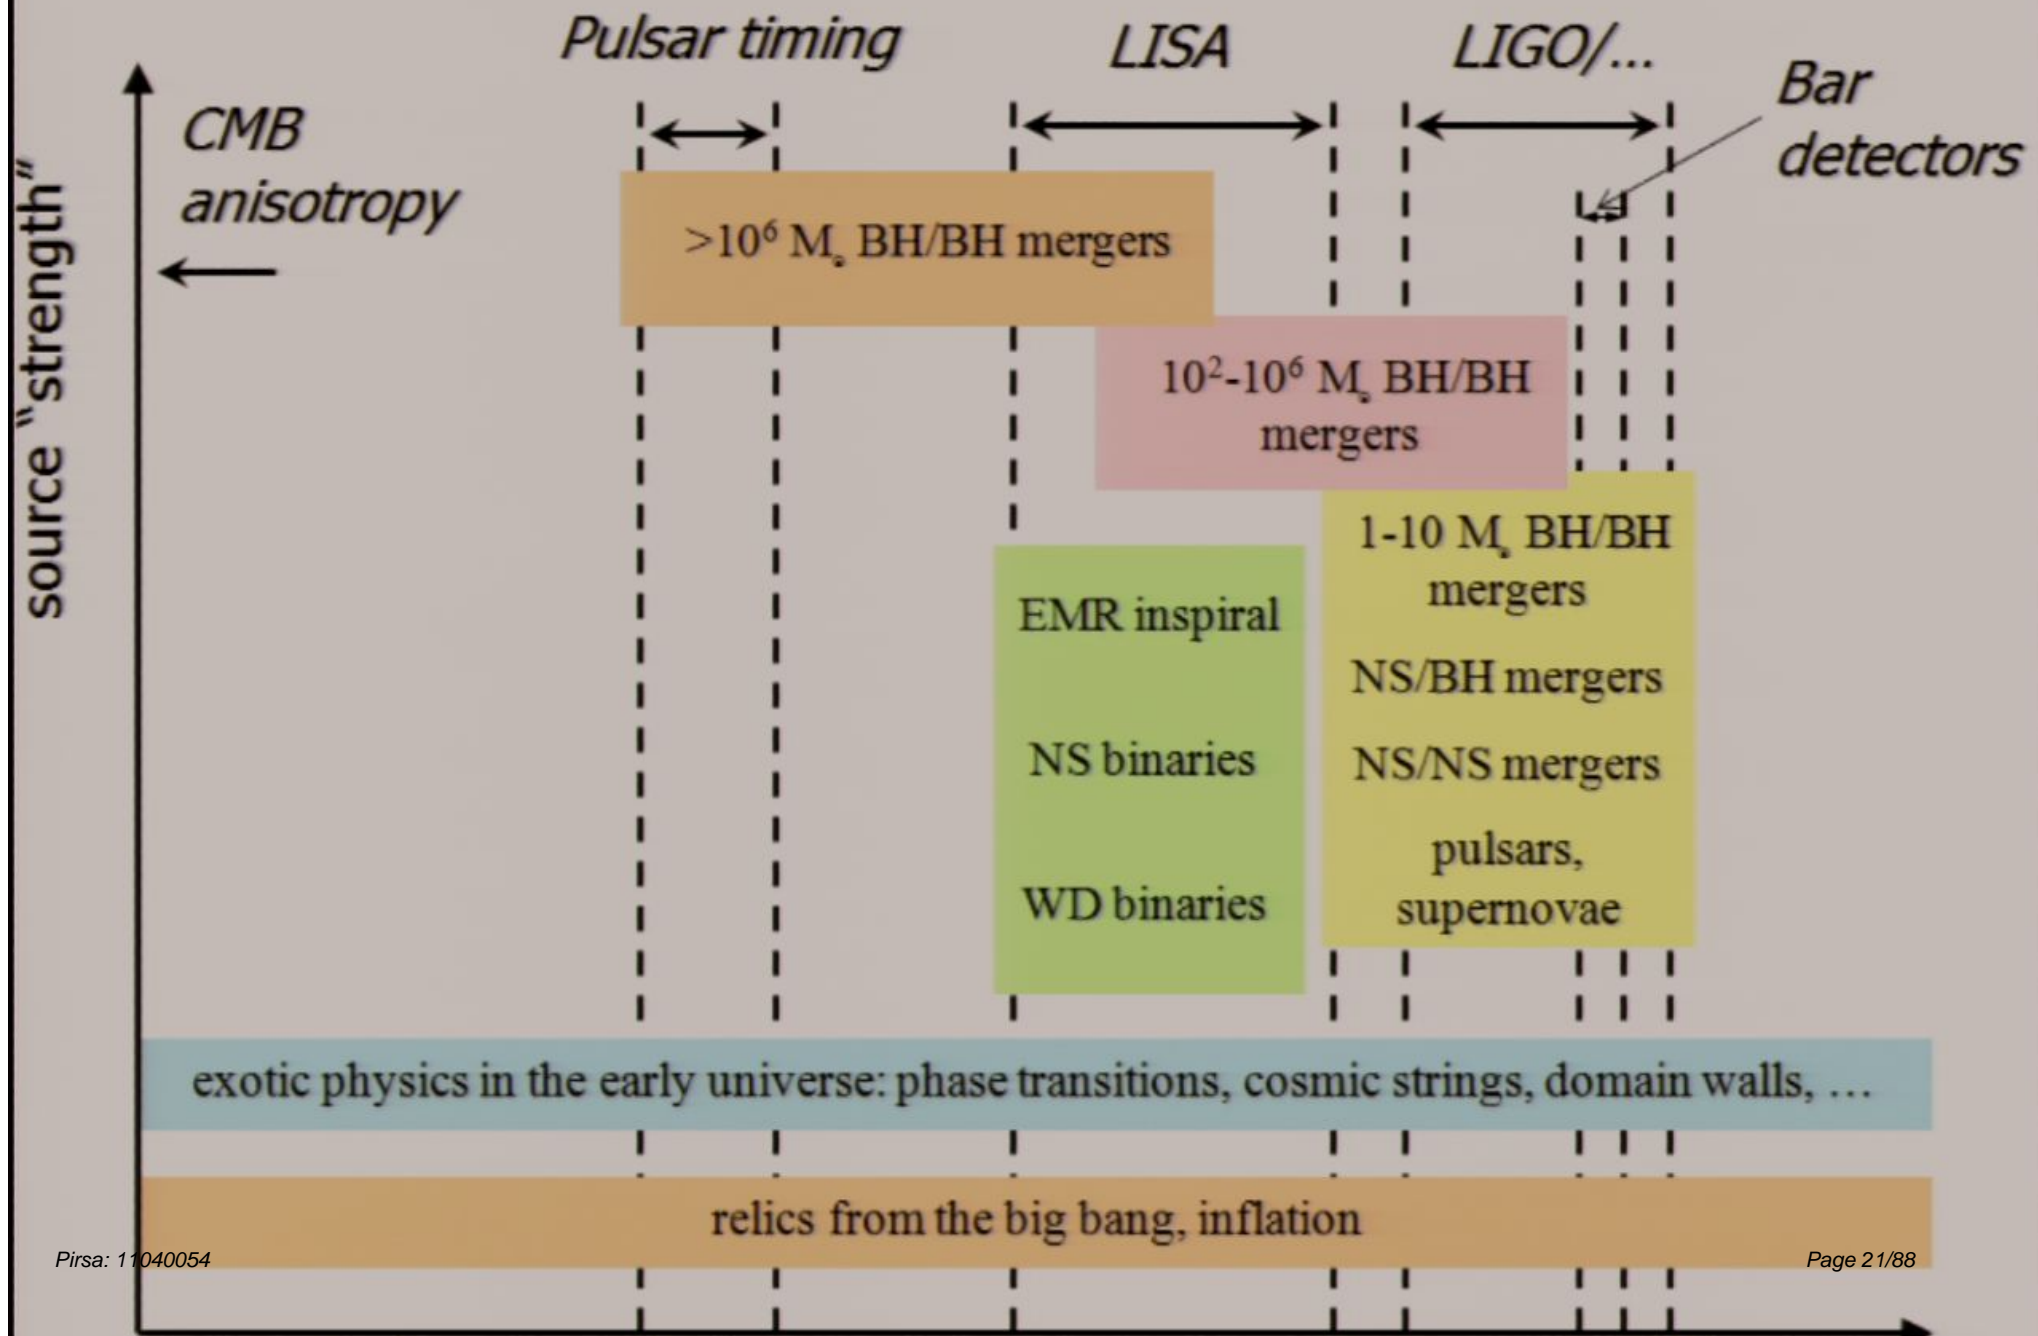 Pulsar timing
LISA
LIGO/...
Bar
detectors
CMB
anisotropy
source “strength”
>10⁶ M☉ BH/BH mergers
10²-10⁶ M☉ BH/BH
mergers
1-10 M☉ BH/BH
mergers
NS/BH mergers
NS/NS mergers
pulsars,
supernovae
EMR inspiral
NS binaries
WD binaries
exotic physics in the early universe: phase transitions, cosmic strings, domain walls, …
relics from the big bang, inflation
Pirsa: 11040054
Page 21/88